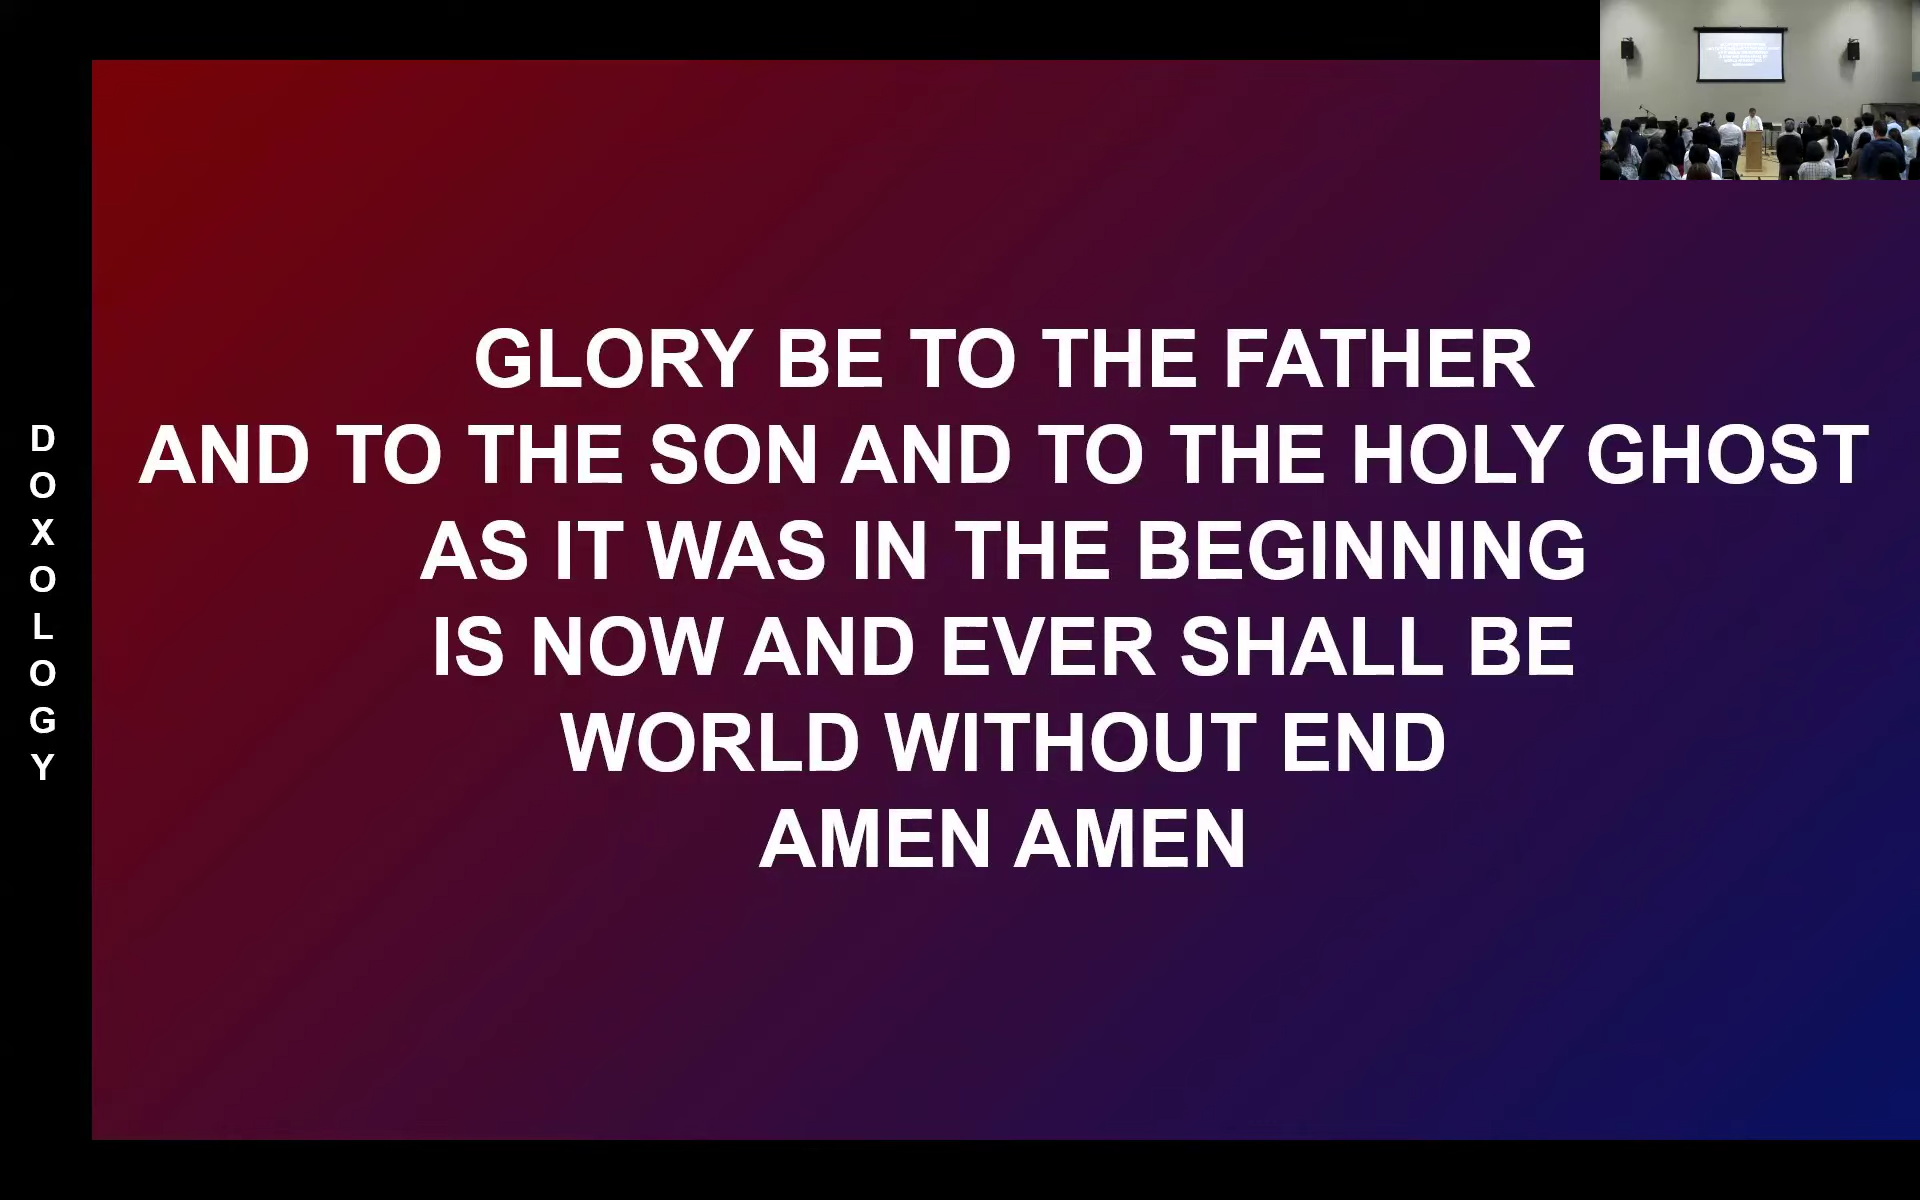 DOXOLOGY
GLORY BE TO THE FATHER
AND TO THE SON AND TO THE HOLY GHOST
AS IT WAS IN THE BEGINNING
IS NOW AND EVER SHALL BE
WORLD WITHOUT END
AMEN AMEN